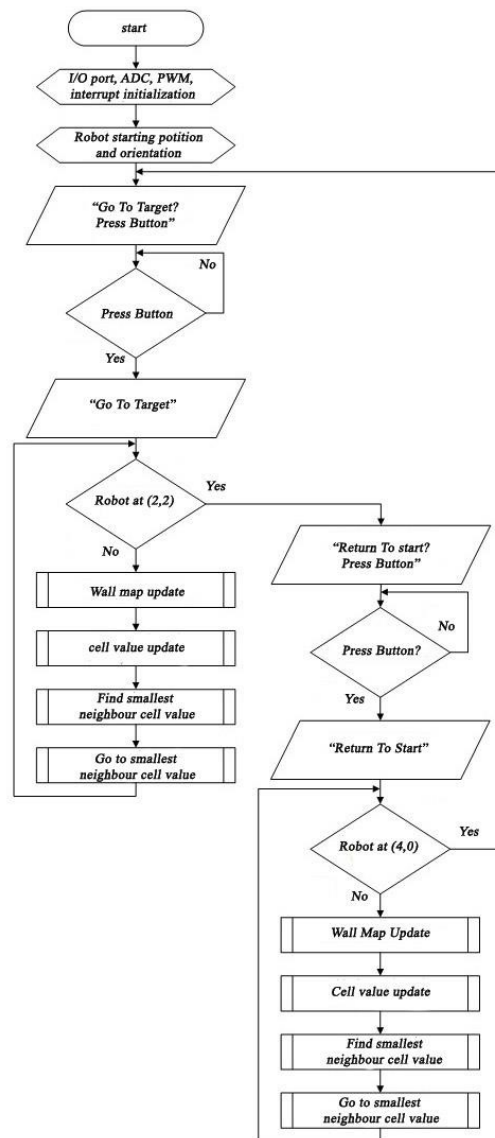 start
I/O port, ADC, PWM,
interrupt initialization
Robot starting potition
and orientation
“Go To Target?
Press Button”
No
Press Button
Yes
“Go To Target”
Robot at (2,2)
Yes
No
Wall map update
cell value update
Find smallest
neighbour cell value
Go to smallest
neighbour cell value
“Return To start?
Press Button”
No
Press Button?
Yes
“Return To Start”
Robot at (4,0)
Yes
No
Wall Map Update
Cell value update
Find smallest
neighbour cell value
Go to smallest
neighbour cell value